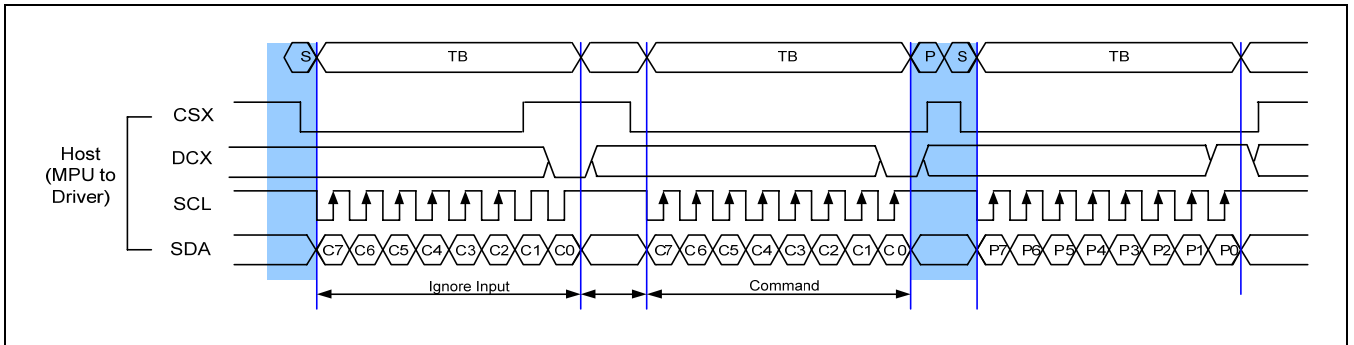 S TB TB P S TB
CSX
DCX
Host
(MPU to
Driver)
SCL
SDA C7 C6 C5 C4 C3 C2 C1 C0 C7 C6 C5 C4 C3 C2 C1 C0 P7 P6 P5 P4 P3 P2 P1 P0
Ignore Input Command